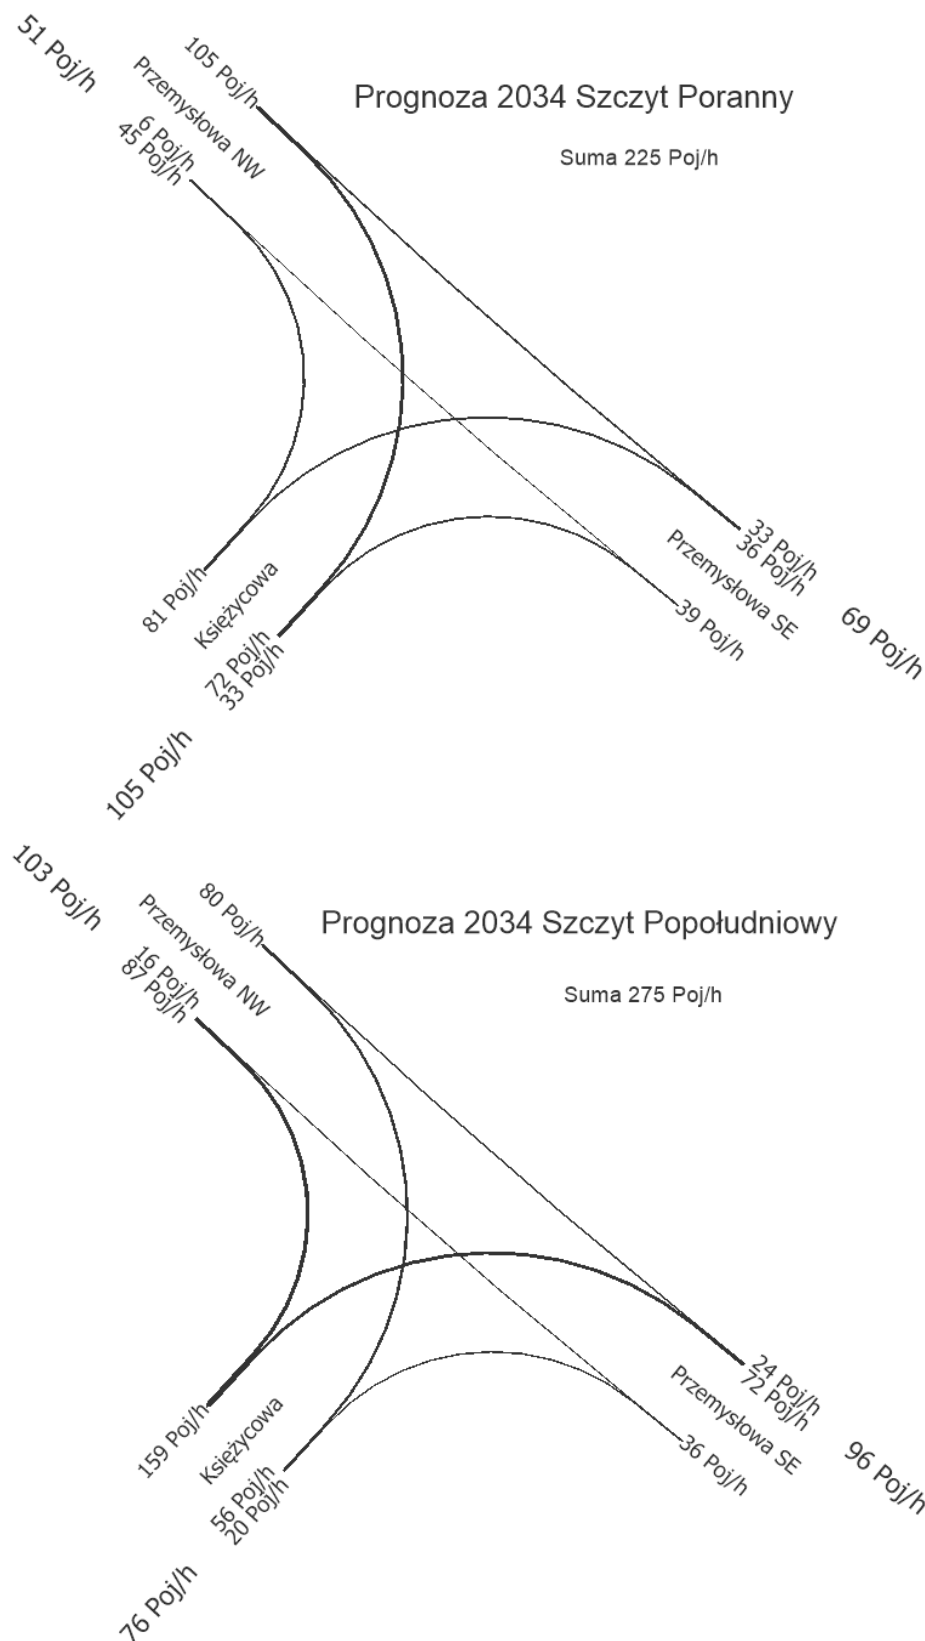 51 Poj/h
105 Poj/h
Przemysłowa NW
Prognoza 2034 Szczyt Poranny
6 Poj/h
45 Poj/h
Suma 225 Poj/h
33 Poj/h
36 Poj/h
Przemysłowa SE
69 Poj/h
39 Poj/h
81 Poj/h
Księżycowa
72 Poj/h
33 Poj/h
105 Poj/h
103 Poj/h
80 Poj/h
Przemysłowa NW
Prognoza 2034 Szczyt Popołudniowy
16 Poj/h
87 Poj/h
Suma 275 Poj/h
24 Poj/h
72 Poj/h
Przemysłowa SE
96 Poj/h
36 Poj/h
159 Poj/h
Księżycowa
56 Poj/h
20 Poj/h
76 Poj/h